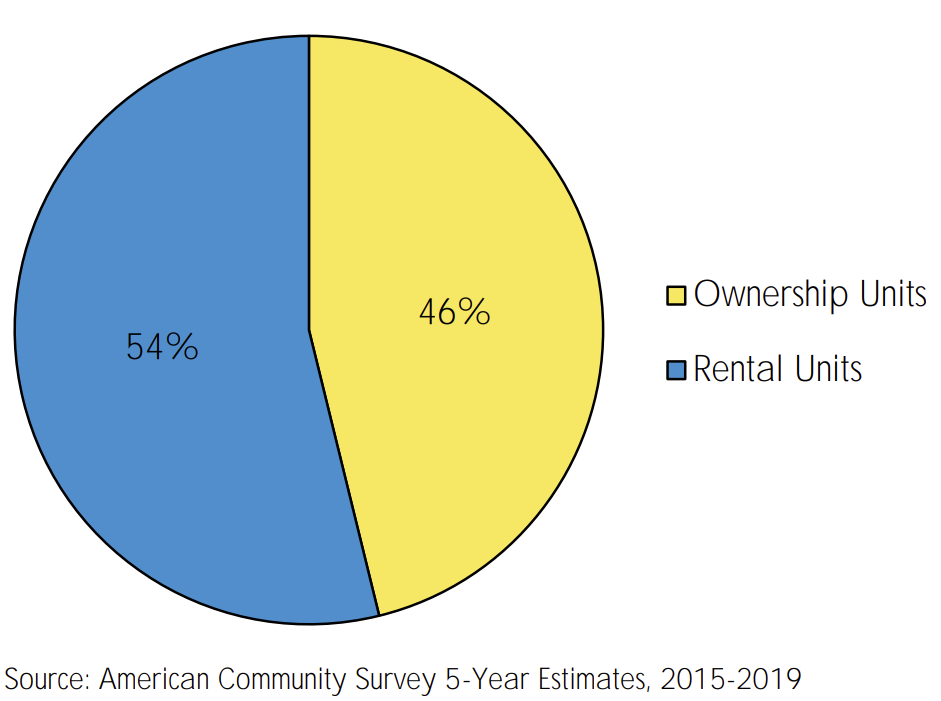 46%
54%
Ownership Units
Rental Units
Source: American Community Survey 5-Year Estimates, 2015-2019